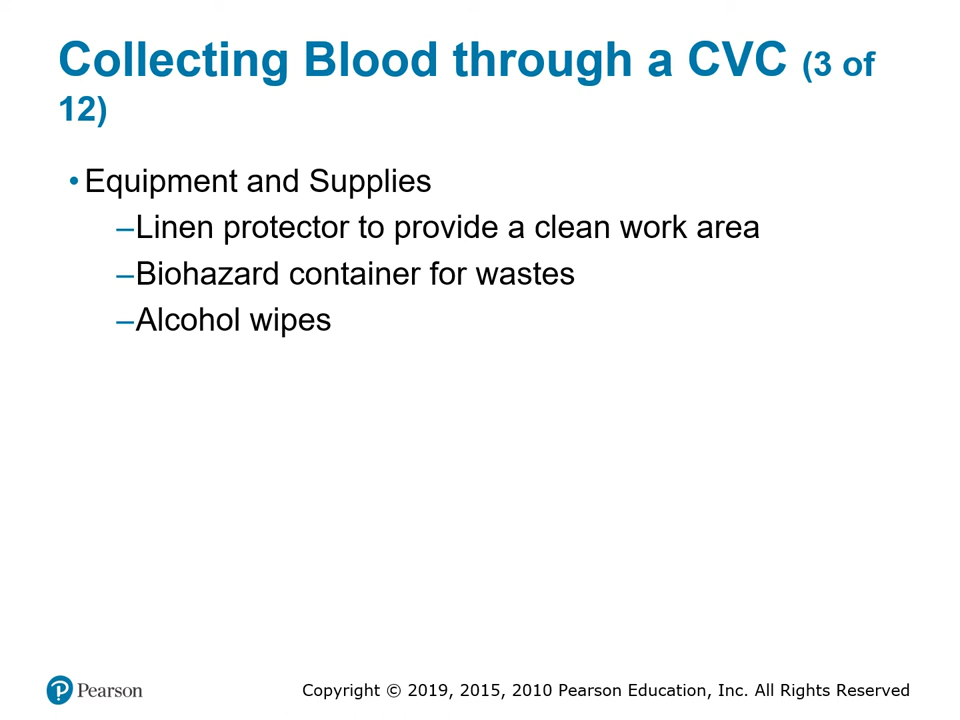 Collecting Blood through a CVC (3 of
12)
• Equipment and Supplies
–Linen protector to provide a clean work area
–Biohazard container for wastes
–Alcohol wipes
Pearson
Copyright © 2019, 2015, 2010 Pearson Education, Inc. All Rights Reserved